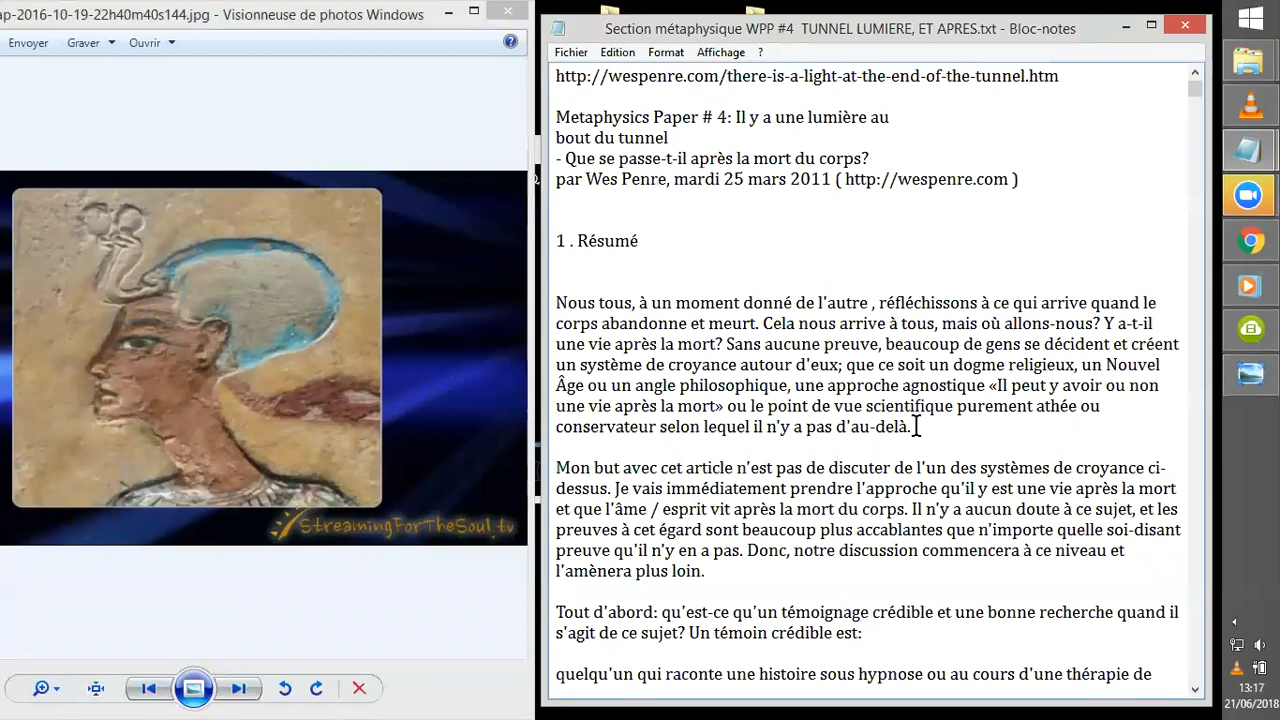 ap-2016-10-19-22h40m40s144.jpg - Visionneuse de photos Windows
Envoyer Graver Ouvrir
StreamingForTheSoul.tv
Section métaphysique WPP #4 TUNNEL LUMIERE, ET APRES.txt - Bloc-notes
Fichier Edition Format Affichage ?
http://wespenre.com/there-is-a-light-at-the-end-of-the-tunnel.htm
Metaphysics Paper # 4: Il y a une lumière au
bout du tunnel
- Que se passe-t-il après la mort du corps?
par Wes Penre, mardi 25 mars 2011 ( http://wespenre.com )
1 . Résumé
Nous tous, à un moment donné de l'autre , réfléchissons à ce qui arrive quand le
corps abandonne et meurt. Cela nous arrive à tous, mais où allons-nous? Y a-t-il
une vie après la mort? Sans aucune preuve, beaucoup de gens se décident et créent
un système de croyance autour d'eux; que ce soit un dogme religieux, un Nouvel
Âge ou un angle philosophique, une approche agnostique «Il peut y avoir ou non
une vie après la mort» ou le point de vue scientifique purement athée ou
conservateur selon lequel il n'y a pas d'au-delà.
Mon but avec cet article n'est pas de discuter de l'un des systèmes de croyance ci-
dessus. Je vais immédiatement prendre l'approche qu'il y est une vie après la mort
et que l'âme / esprit vit après la mort du corps. Il n'y a aucun doute à ce sujet, et les
preuves à cet égard sont beaucoup plus accablantes que n'importe quelle soi-disant
preuve qu'il n'y en a pas. Donc, notre discussion commencera à ce niveau et
l'amènera plus loin.
Tout d'abord: qu'est-ce qu'un témoignage crédible et une bonne recherche quand il
s'agit de ce sujet? Un témoin crédible est:
quelqu'un qui raconte une histoire sous hypnose ou au cours d'une thérapie de
13:17
21/06/2018